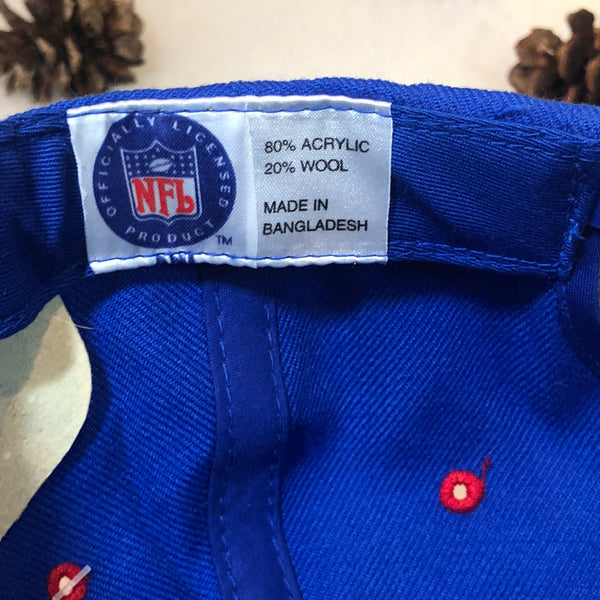 OFFICIALLY LICENSED
NFL
PRODUCT
TM
80% ACRYLIC
20% WOOL
MADE IN
BANGLADESH